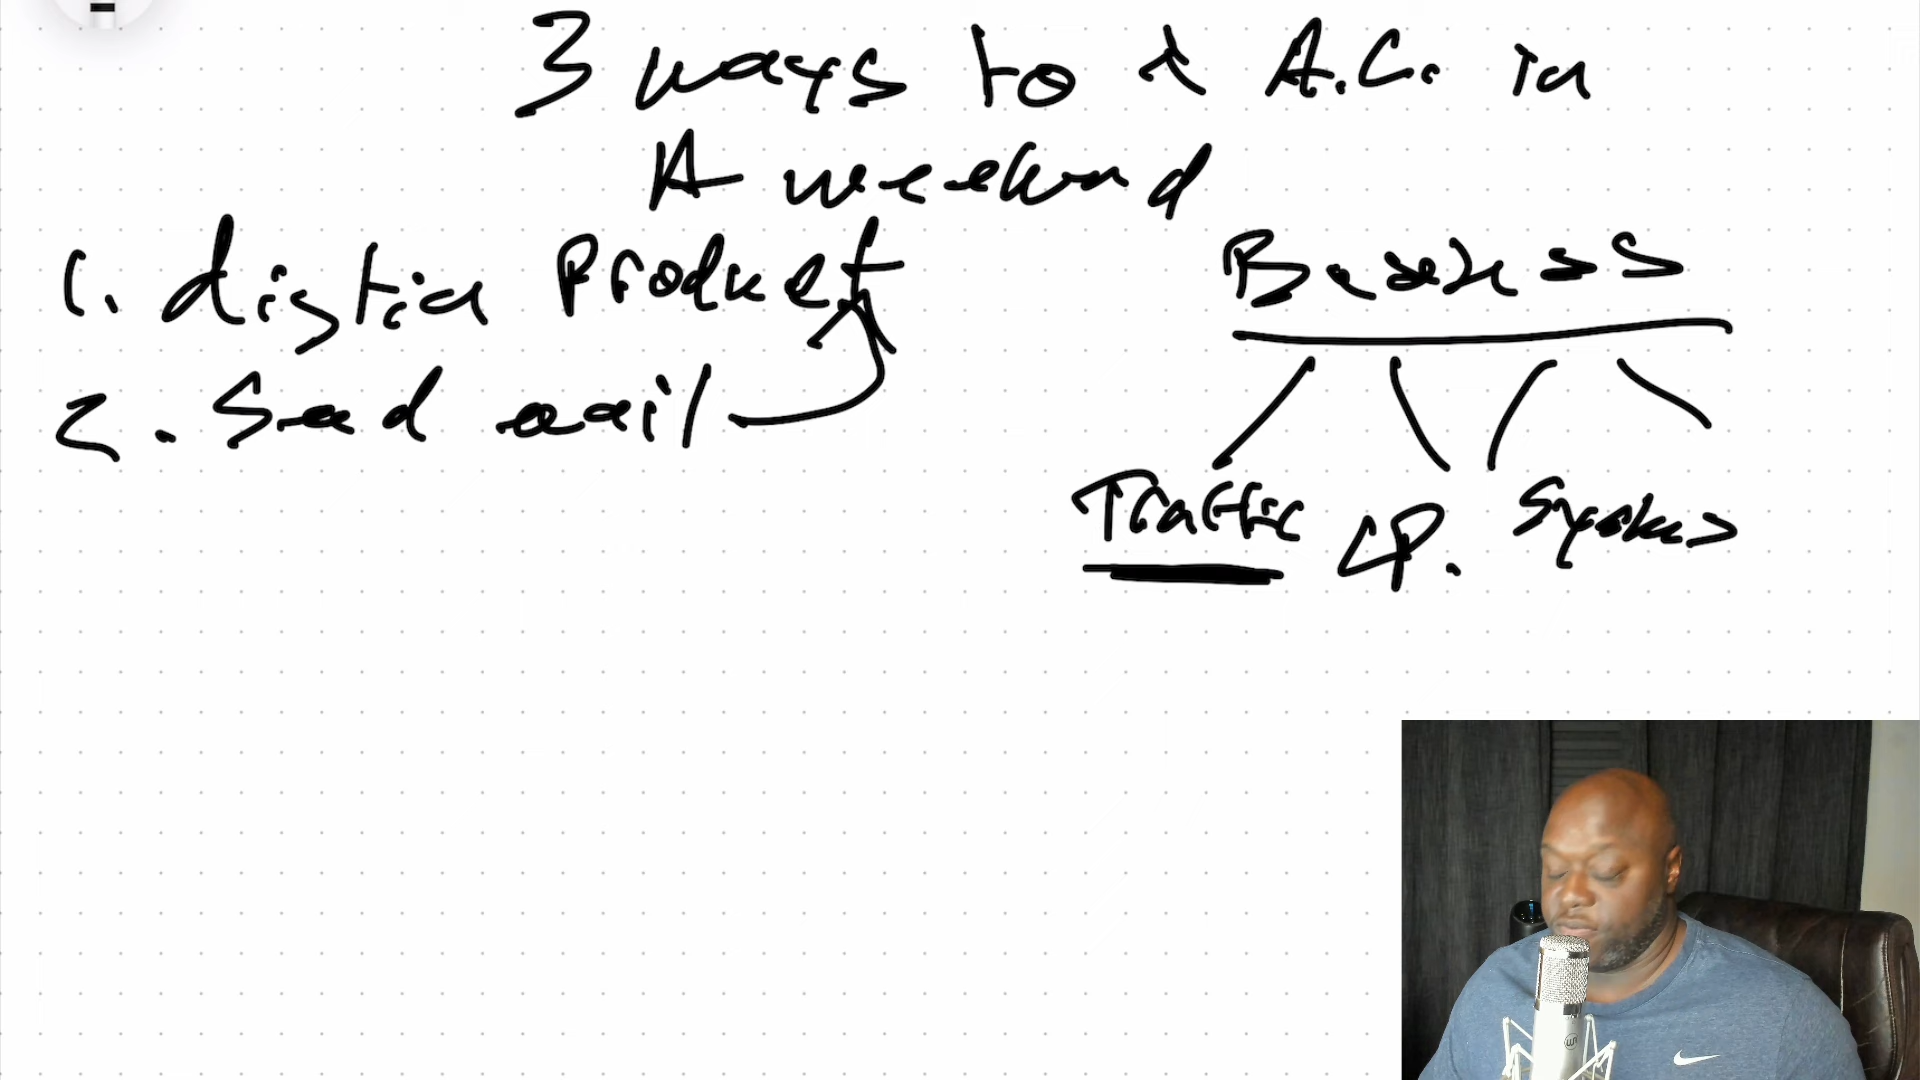 3 ways to A.C. in
A weekend
1. digital Product
2. Send email
Business
Traffic LP. Systems